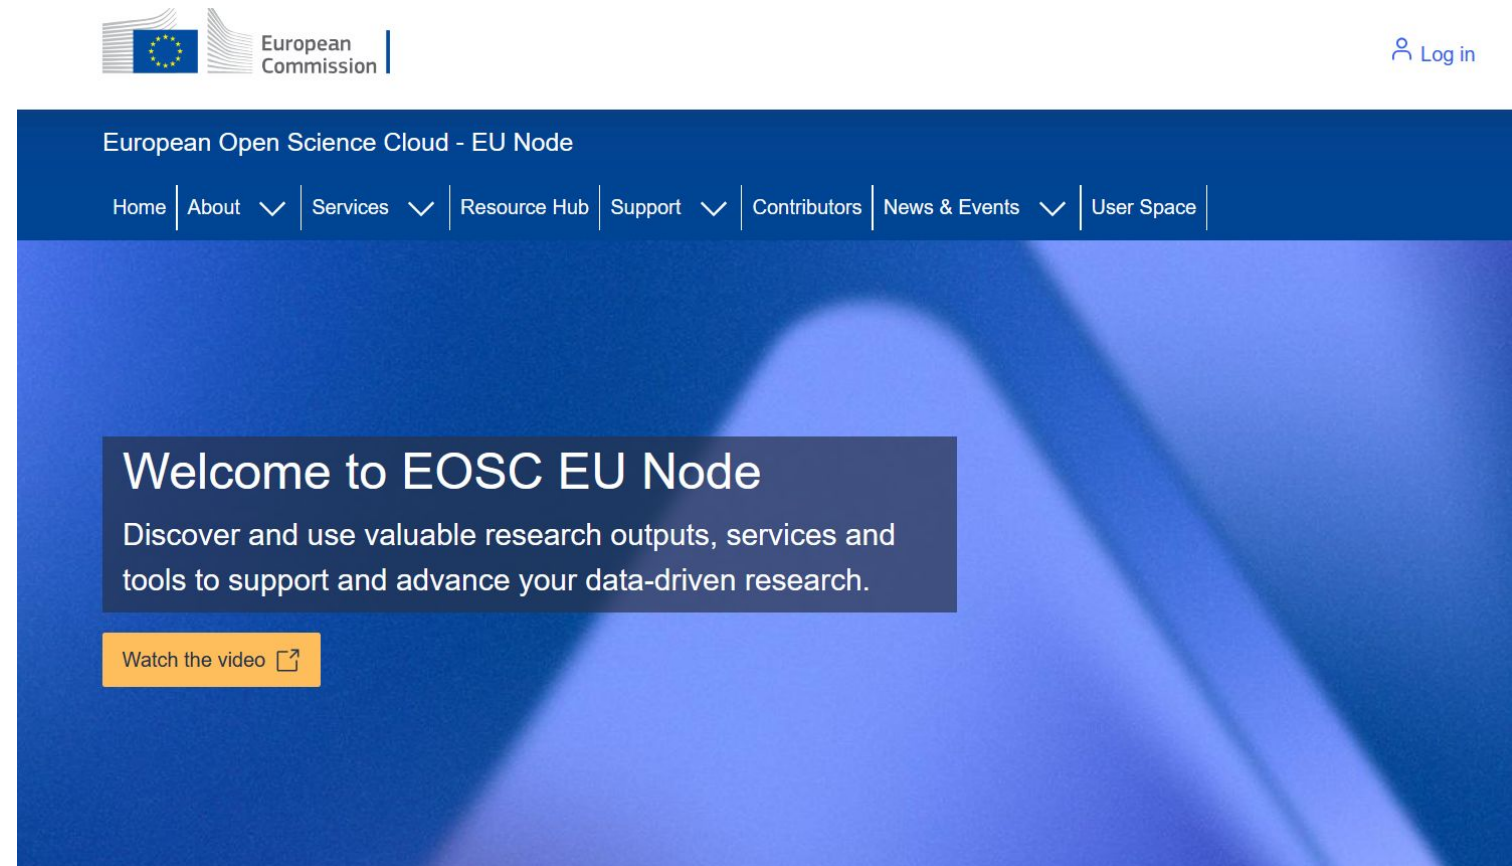 European
Commission
Log in
European Open Science Cloud - EU Node
Home About Services Resource Hub Support Contributors News & Events User Space
Welcome to EOSC EU Node
Discover and use valuable research outputs, services and
tools to support and advance your data-driven research.
Watch the video